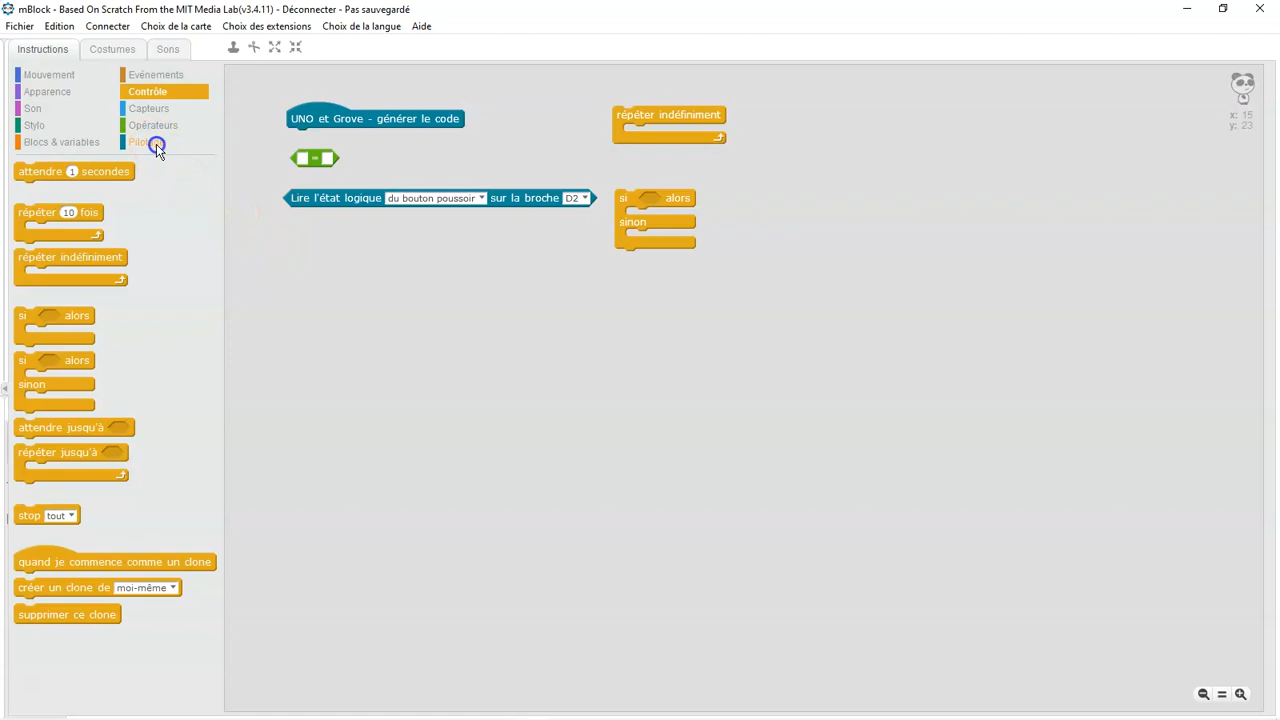 mBlock - Based On Scratch From the MIT Media Lab(v3.4.11) - Déconnecter - Pas sauvegardé
Fichier Edition Connecter Choix de la carte Choix des extensions Choix de la langue Aide
Instructions Costumes Sons
Mouvement Evénements
Apparence Contrôle
Son Capteurs
Stylo Opérateurs
Blocs & variables
attendre 1 secondes
répéter 10 fois
répéter indéfiniment
si alors
si alors
sinon
attendre jusqu'à
répéter jusqu'à
stop tout
quand je commence comme un clone
créer un clone de moi-même
supprimer ce clone
UNO et Grove - générer le code
=
Lire l'état logique du bouton poussoir sur la broche D2
répéter indéfiniment
si alors
sinon
x: 15
y: 23